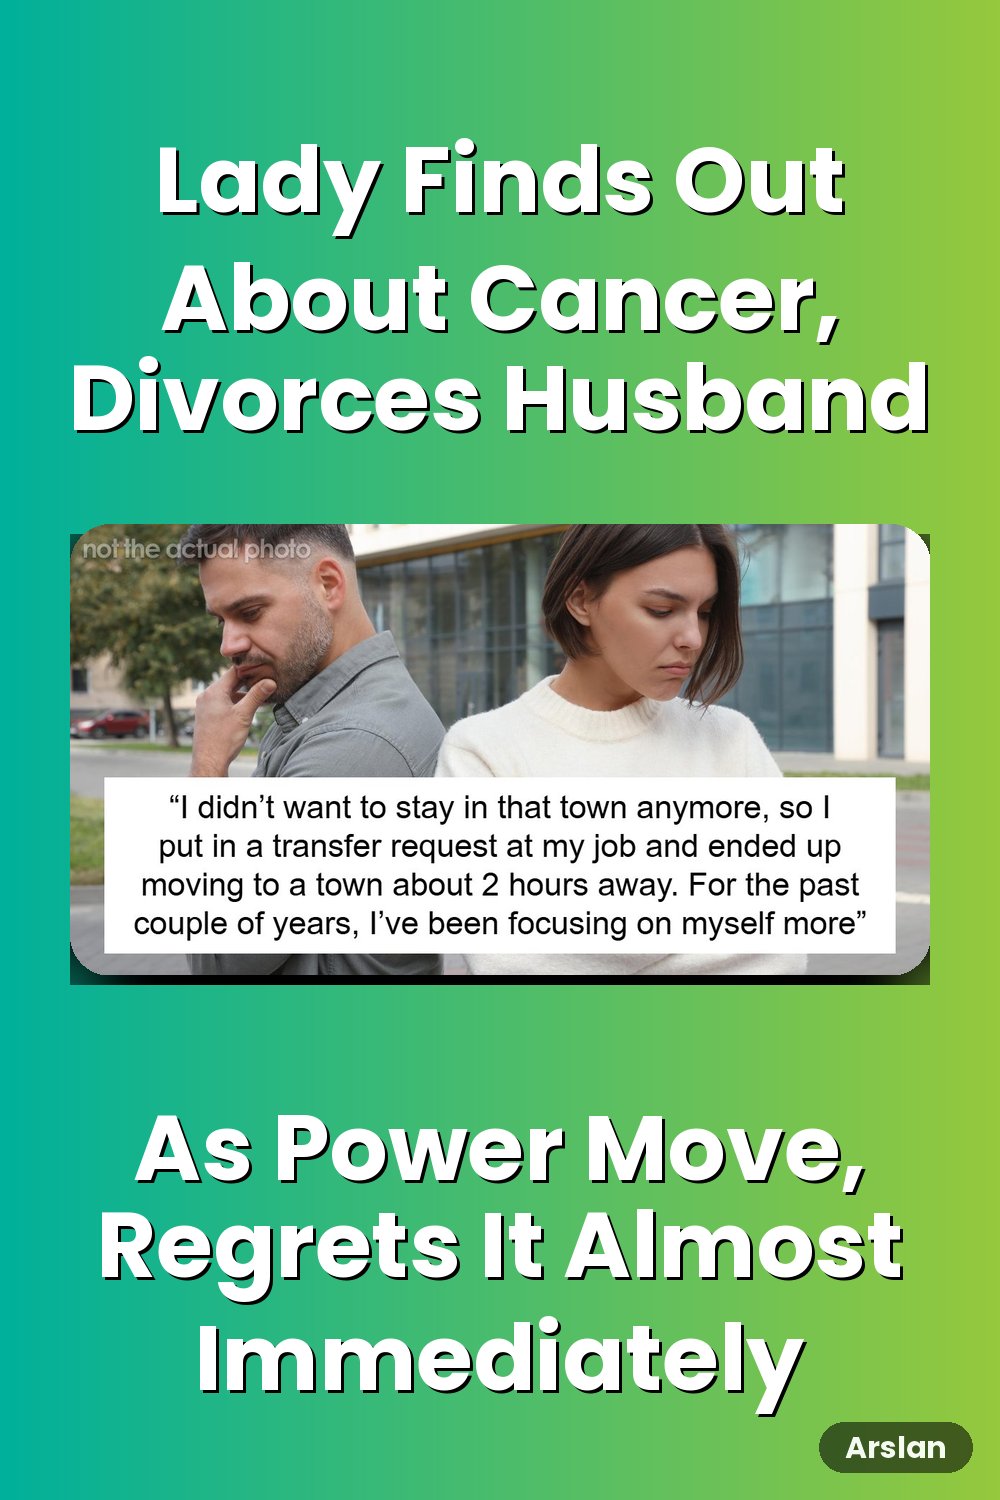 Lady Finds Out
About Cancer,
Divorces Husband
not the actual photo
“I didn’t want to stay in that town anymore, so I
put in a transfer request at my job and ended up
moving to a town about 2 hours away. For the past
couple of years, I’ve been focusing on myself more”
As Power Move,
Regrets It Almost
Immediately
Arslan